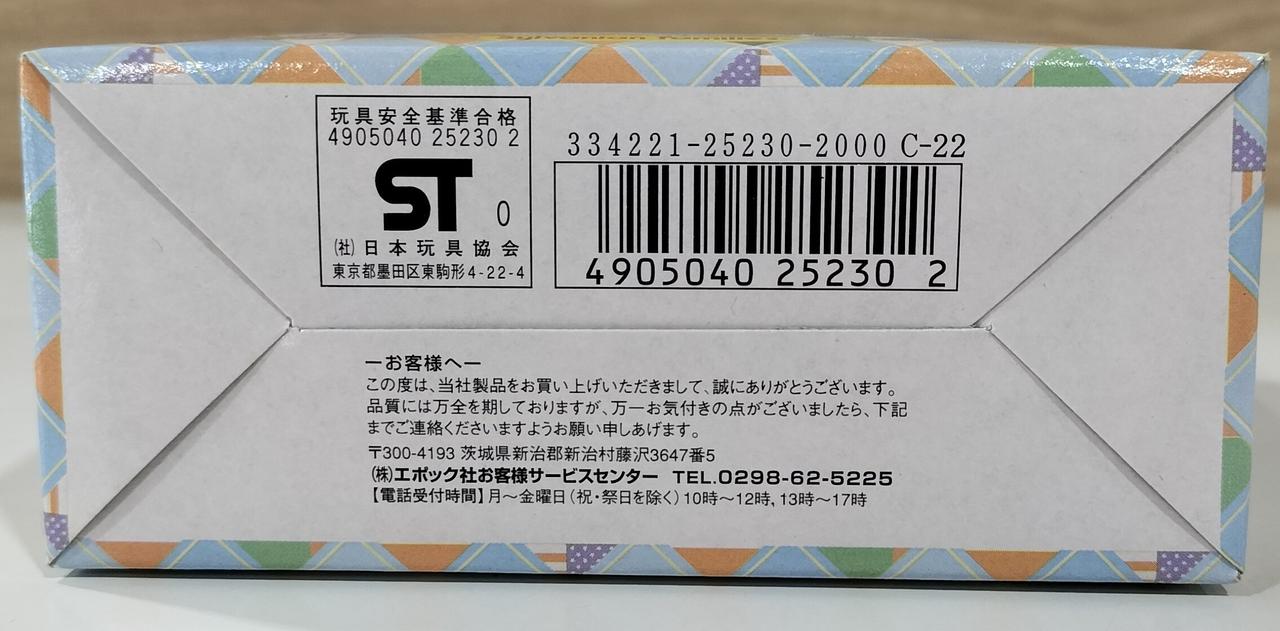 Sylvanian Families
玩具安全基準合格
4905040 25230 2
ST 0
(社)日本玩具協会
東京都墨田区東駒形4-22-4
334221-25230-2000 C-22
4905040 25230 2
ーお客様へー
この度は、当社製品をお買い上げいただきまして、誠にありがとうございます。
品質には万全を期しておりますが、万一お気付きの点がございましたら、下記
までご連絡くださいますようお願い申しあげます。
〒300-4193 茨城県新治郡新治村藤沢3647番5
(株)エポック社お客様サービスセンター TEL.0298-62-5225
【電話受付時間】月〜金曜日(祝・祭日を除く)10時〜12時, 13時〜17時